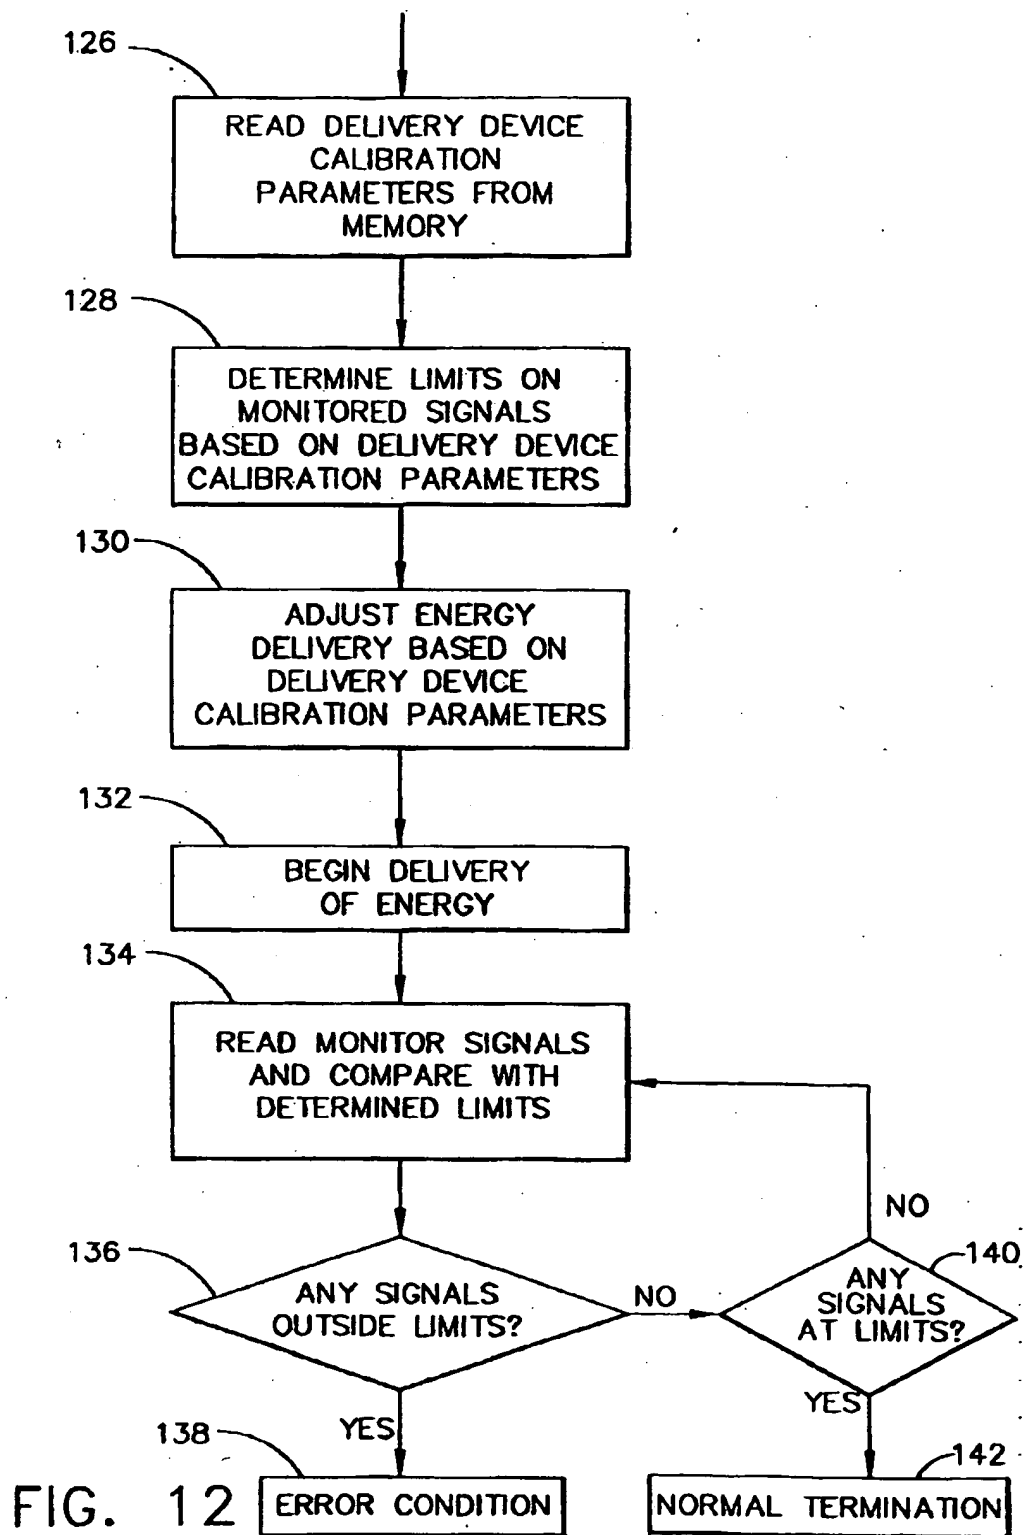 126
READ DELIVERY DEVICE
CALIBRATION
PARAMETERS FROM
MEMORY
128
DETERMINE LIMITS ON
MONITORED SIGNALS
BASED ON DELIVERY DEVICE
CALIBRATION PARAMETERS
130
ADJUST ENERGY
DELIVERY BASED ON
DELIVERY DEVICE
CALIBRATION PARAMETERS
132
BEGIN DELIVERY
OF ENERGY
134
READ MONITOR SIGNALS
AND COMPARE WITH
DETERMINED LIMITS
NO
136
ANY SIGNALS
OUTSIDE LIMITS?
NO
140
ANY
SIGNALS
AT LIMITS?
YES
YES
138
142
FIG. 12
ERROR CONDITION
NORMAL TERMINATION